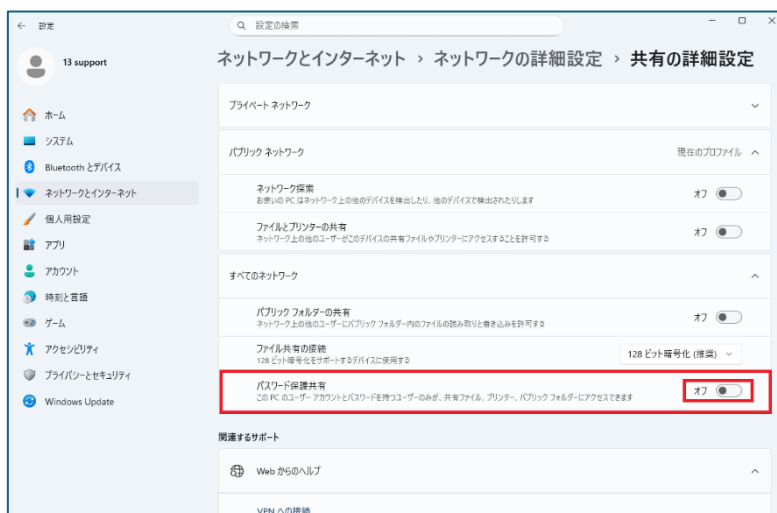 設定
設定の検索
13 support
ネットワークとインターネット › ネットワークの詳細設定 › 共有の詳細設定
ホーム
システム
Bluetooth とデバイス
ネットワークとインターネット
個人用設定
アプリ
アカウント
時刻と言語
ゲーム
アクセシビリティ
プライバシーとセキュリティ
Windows Update
プライベート ネットワーク
パブリック ネットワーク
現在のプロファイル
ネットワーク探索
オフ
お使いの PC はネットワーク上の他のデバイスを検出したり、他のデバイスで検出されたりします
ファイルとプリンターの共有
オフ
ネットワーク上の他のユーザーがこのデバイスの共有ファイルやプリンターにアクセスすることを許可する
すべてのネットワーク
パブリック フォルダーの共有
オフ
ネットワーク上の他のユーザーにパブリック フォルダー内のファイルの読み取りと書き込みを許可する
ファイル共有の接続
128 ビット暗号化 (推奨)
128 ビット暗号化をサポートするデバイスに使用する
パスワード保護共有
オフ
この PC のユーザー アカウントとパスワードを持つユーザーのみが、共有ファイル、プリンター、パブリック フォルダーにアクセスできます
関連するサポート
Web からのヘルプ
VPN への接続